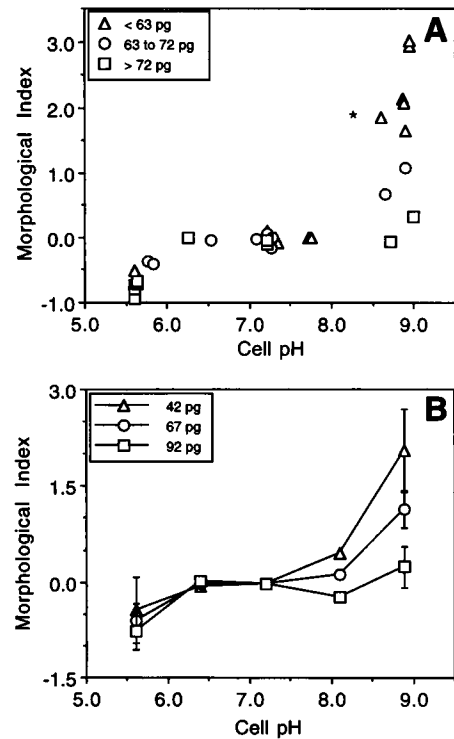 A
< 63 pg
63 to 72 pg
> 72 pg
3.0
2.0
1.0
0.0
-1.0
Morphological Index
*
5.0 6.0 7.0 8.0 9.0
Cell pH
B
42 pg
67 pg
92 pg
3.0
1.5
0.0
-1.5
Morphological Index
5.0 6.0 7.0 8.0 9.0
Cell pH